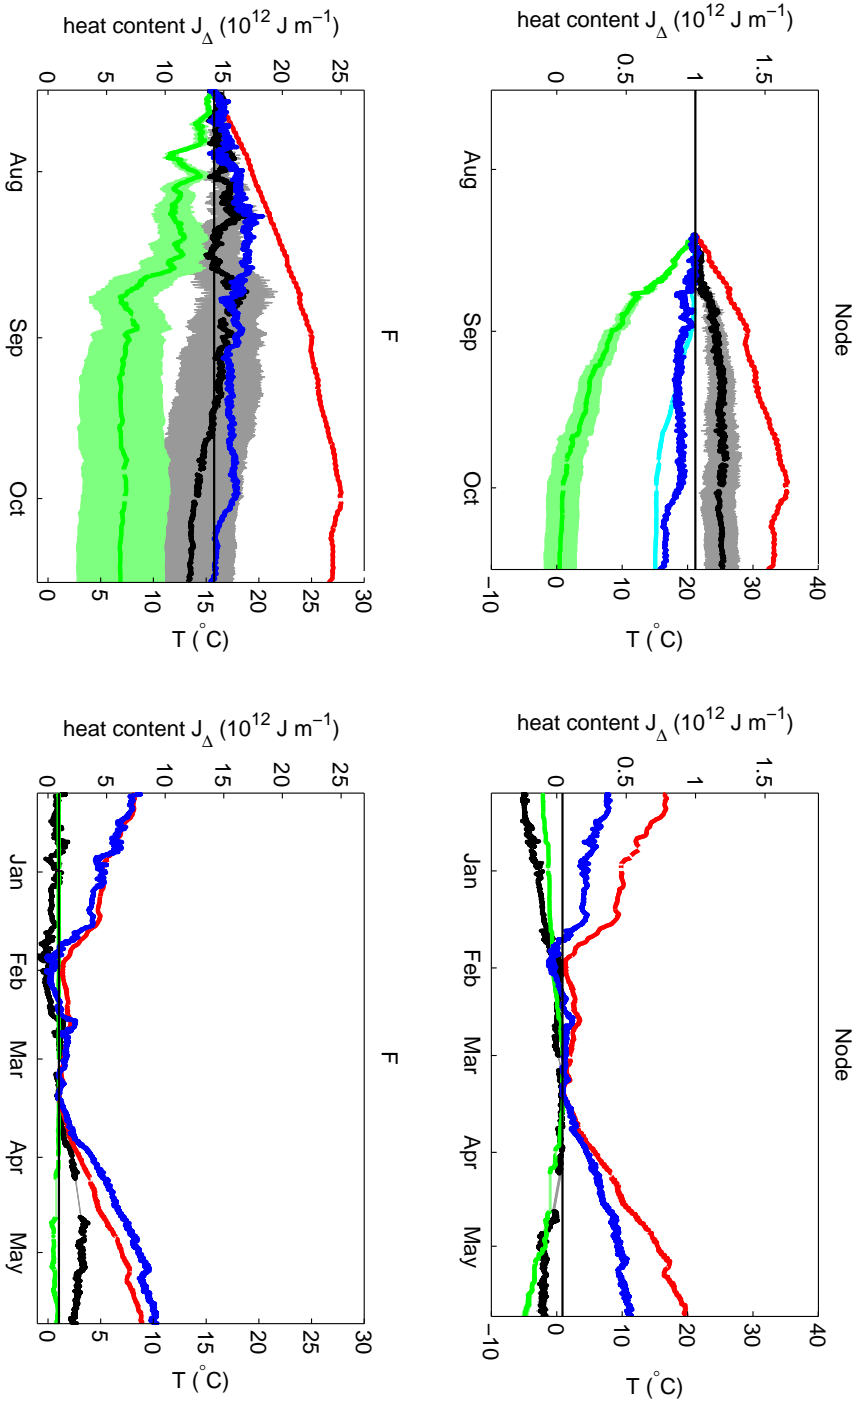 heat content J_Δ (10^12 J m^−1)
0 5 10 15 20 25
Aug Sep Oct
F
0 5 10 15 20 25 30
T (°C)
heat content J_Δ (10^12 J m^−1)
0 0.5 1 1.5
Aug Sep Oct
Node
−10 0 10 20 30 40
T (°C)
heat content J_Δ (10^12 J m^−1)
0 5 10 15 20 25
Jan Feb Mar Apr May
F
0 5 10 15 20 25 30
T (°C)
heat content J_Δ (10^12 J m^−1)
0 0.5 1 1.5
Jan Feb Mar Apr May
Node
−10 0 10 20 30 40
T (°C)